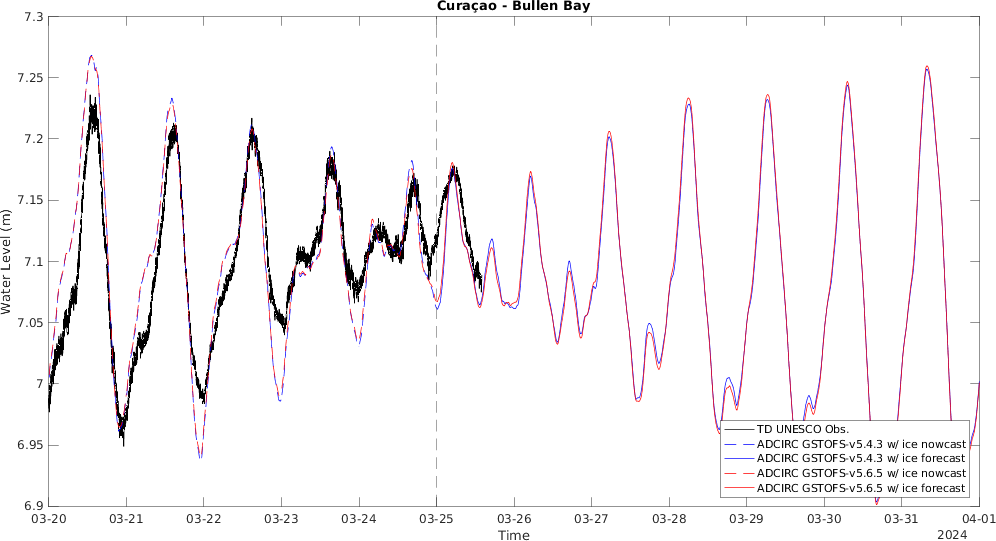 Curaçao - Bullen Bay
7.3
7.25
7.2
7.15
7.1
7.05
7
6.95
6.9
Water Level (m)
TD UNESCO Obs.
ADCIRC GSTOFS-v5.4.3 w/ ice nowcast
ADCIRC GSTOFS-v5.4.3 w/ ice forecast
ADCIRC GSTOFS-v5.6.5 w/ ice nowcast
ADCIRC GSTOFS-v5.6.5 w/ ice forecast
03-20 03-21 03-22 03-23 03-24 03-25 03-26 03-27 03-28 03-29 03-30 03-31 04-01
Time
2024